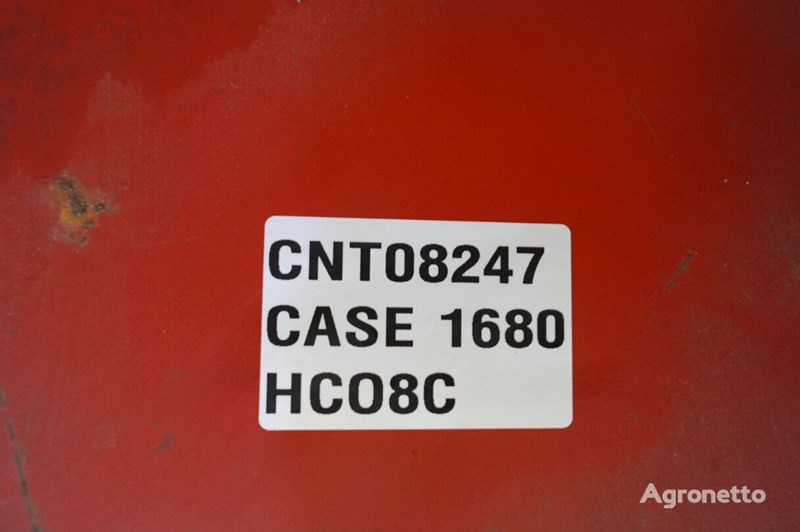 CNT08247
CASE 1680
HC08C
Agronetto